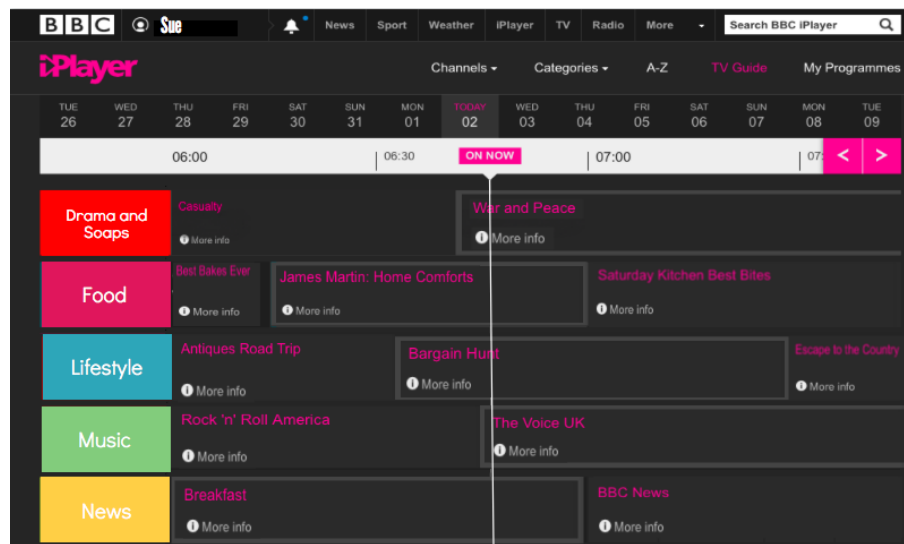 BBC Sue News Sport Weather iPlayer TV Radio More Search BBC iPlayer
iPlayer Channels Categories A-Z TV Guide My Programmes
TUE WED THU FRI SAT SUN MON TODAY WED THU FRI SAT SUN MON TUE
26 27 28 29 30 31 01 02 03 04 05 06 07 08 09
06:00 06:30 ON NOW 07:00 < >
Casualty War and Peace
Drama and
Soaps
More info More info
Best Bakes Ever James Martin: Home Comforts Saturday Kitchen Best Bites
Food
More info More info More info
Antiques Road Trip Bargain Hunt Escape to the Country
Lifestyle
More info More info More info
Rock 'n' Roll America The Voice UK
Music
More info More info
Breakfast BBC News
News
More info More info